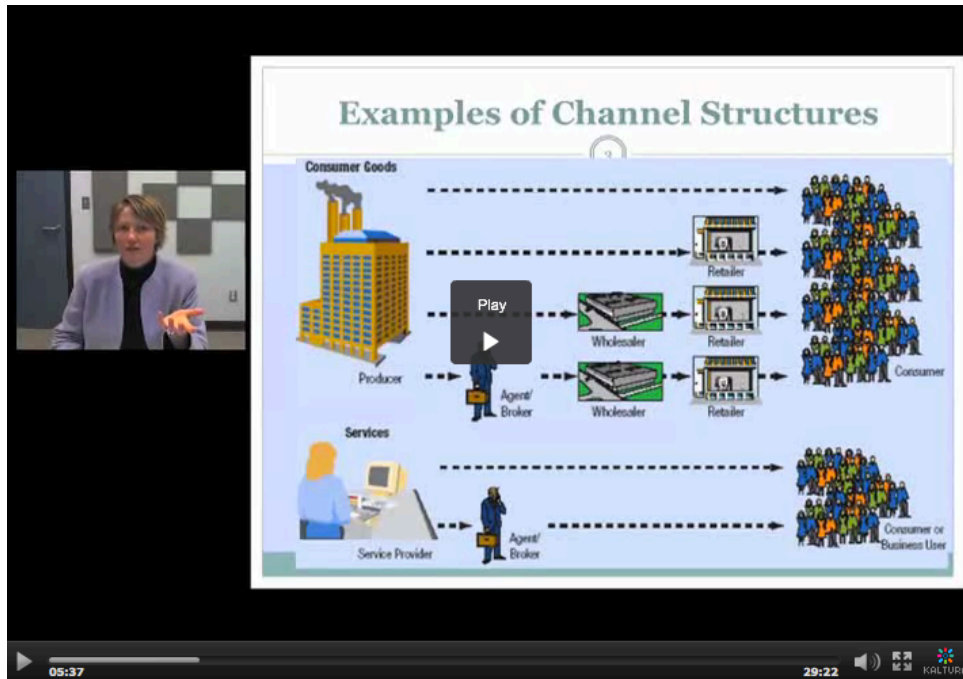 Examples of Channel Structures
3
Consumer Goods
Retailer
Play
Wholesaler
Retailer
Producer
Agent/
Broker
Wholesaler
Retailer
Consumer
Services
Service Provider
Agent/
Broker
Consumer or
Business User
05:37
29:22
KALTURA